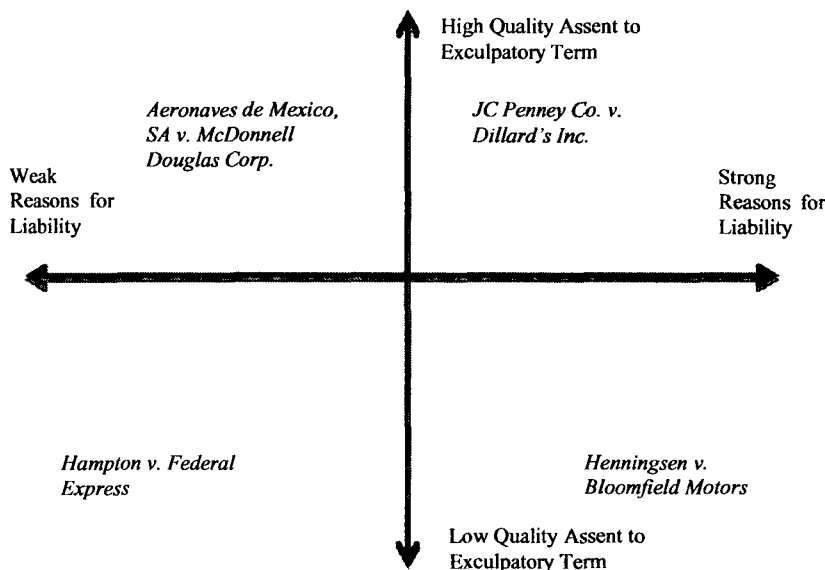 High Quality Assent to
Exculpatory Term
Aeronaves de Mexico,
SA v. McDonnell
Douglas Corp.
JC Penney Co. v.
Dillard's Inc.
Weak
Reasons for
Liability
Strong
Reasons for
Liability
Hampton v. Federal
Express
Henningsen v.
Bloomfield Motors
Low Quality Assent to
Exculpatory Term